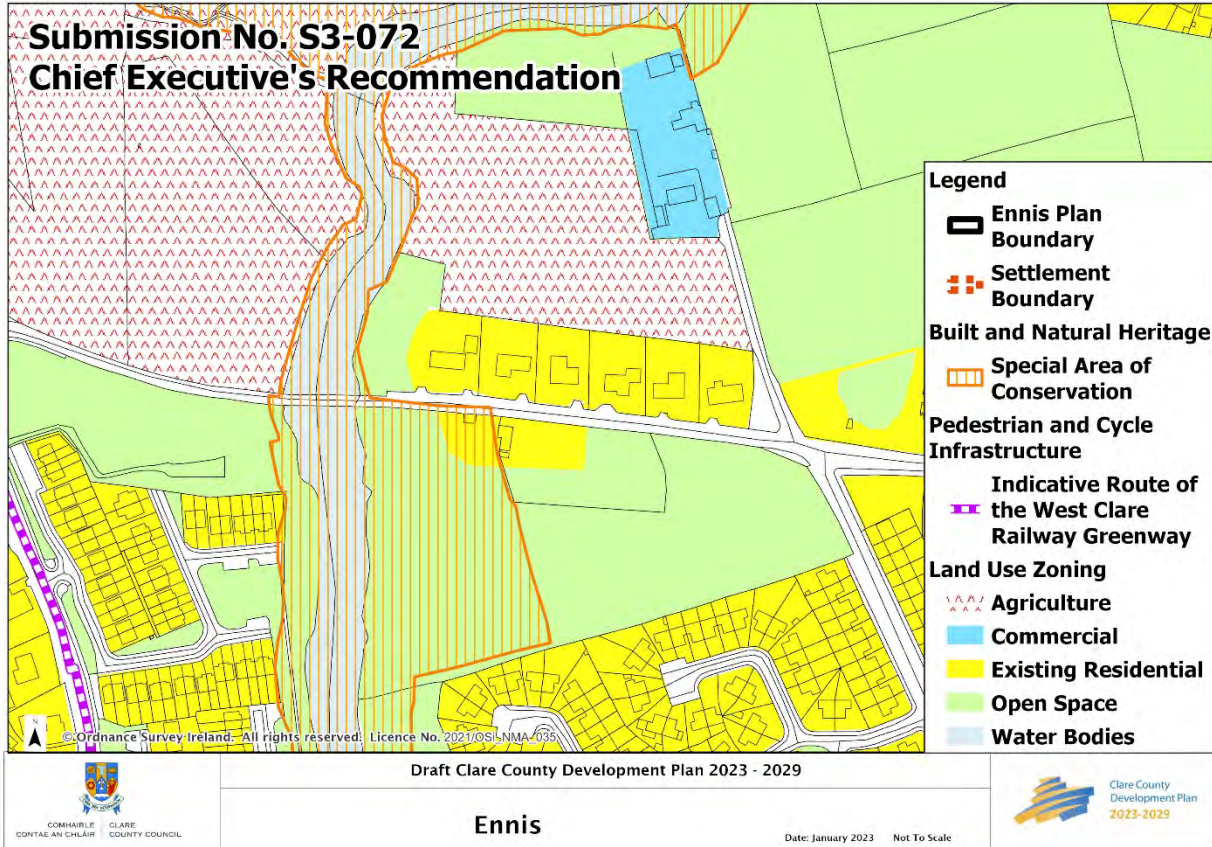 Submission No. S3-072
Chief Executive's Recommendation
Legend
Ennis Plan
Boundary
Settlement
Boundary
Built and Natural Heritage
Special Area of
Conservation
Pedestrian and Cycle
Infrastructure
Indicative Route of
the West Clare
Railway Greenway
Land Use Zoning
Agriculture
Commercial
Existing Residential
Open Space
Water Bodies
N
© Ordnance Survey Ireland. All rights reserved. Licence No. 2021/OSi_NMA_035
COMHAIRLE CONTAE AN CHLÁIR
CLARE COUNTY COUNCIL
Draft Clare County Development Plan 2023 - 2029
Ennis
Date: January 2023 Not To Scale
Clare County
Development Plan
2023-2029